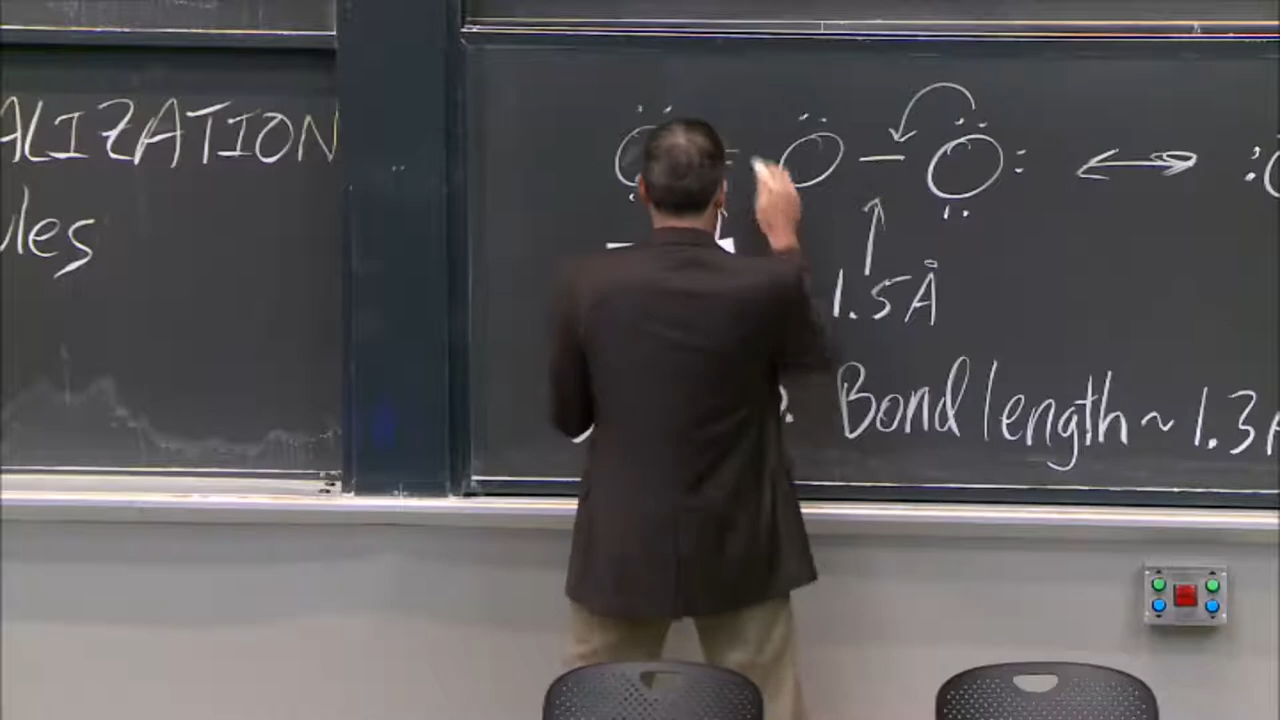 ALIZATION
ules
O = O — O ⟷ :O
1.5Å
Bond length ~ 1.3